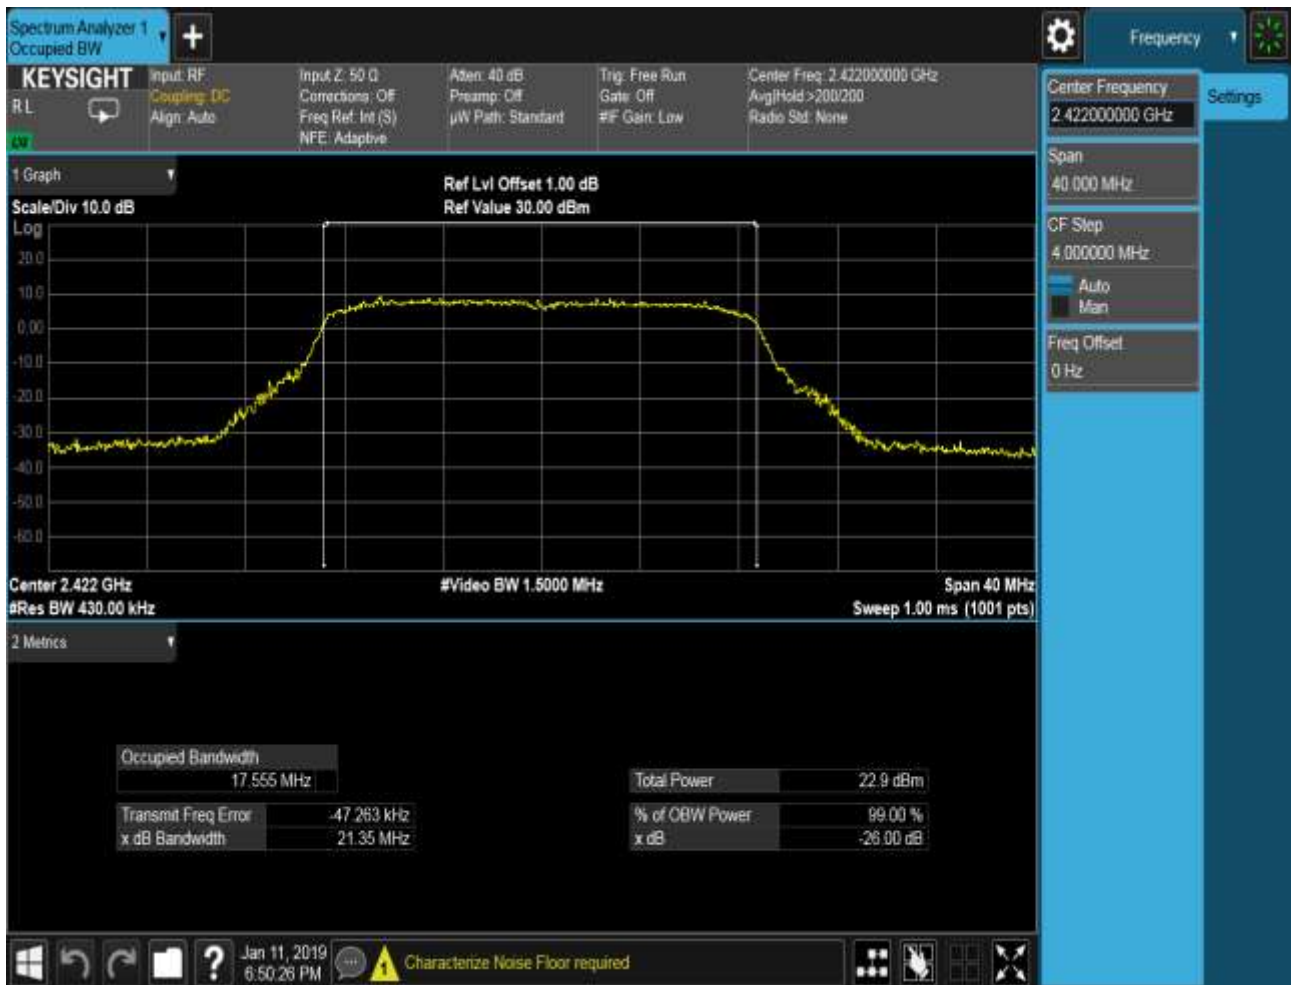 Spectrum Analyzer 1
Occupied BW
Frequency
KEYSIGHT
R L
Input: RF
Coupling: DC
Align: Auto
Input Z: 50 Ω
Corrections: Off
Freq Ref: Int (S)
NFE: Adaptive
Atten: 40 dB
Preamp: Off
µW Path: Standard
Trig: Free Run
Gate: Off
#IF Gain: Low
Center Freq: 2.422000000 GHz
Avg|Hold >200/200
Radio Std: None
Center Frequency
2.422000000 GHz
Settings
Span
40.000 MHz
CF Step
4.000000 MHz
Auto
Man
Freq Offset
0 Hz
1 Graph
Scale/Div 10.0 dB
Ref Lvl Offset 1.00 dB
Ref Value 30.00 dBm
Log
20.0
10.0
0.00
-10.0
-20.0
-30.0
-40.0
-50.0
-60.0
Center 2.422 GHz
#Video BW 1.5000 MHz
Span 40 MHz
#Res BW 430.00 kHz
Sweep 1.00 ms (1001 pts)
2 Metrics
Occupied Bandwidth
17.555 MHz
Total Power 22.9 dBm
Transmit Freq Error -47.263 kHz
% of OBW Power 99.00 %
x dB Bandwidth 21.35 MHz
x dB -26.00 dB
?
Jan 11, 2019
6:50:26 PM
1
Characterize Noise Floor required